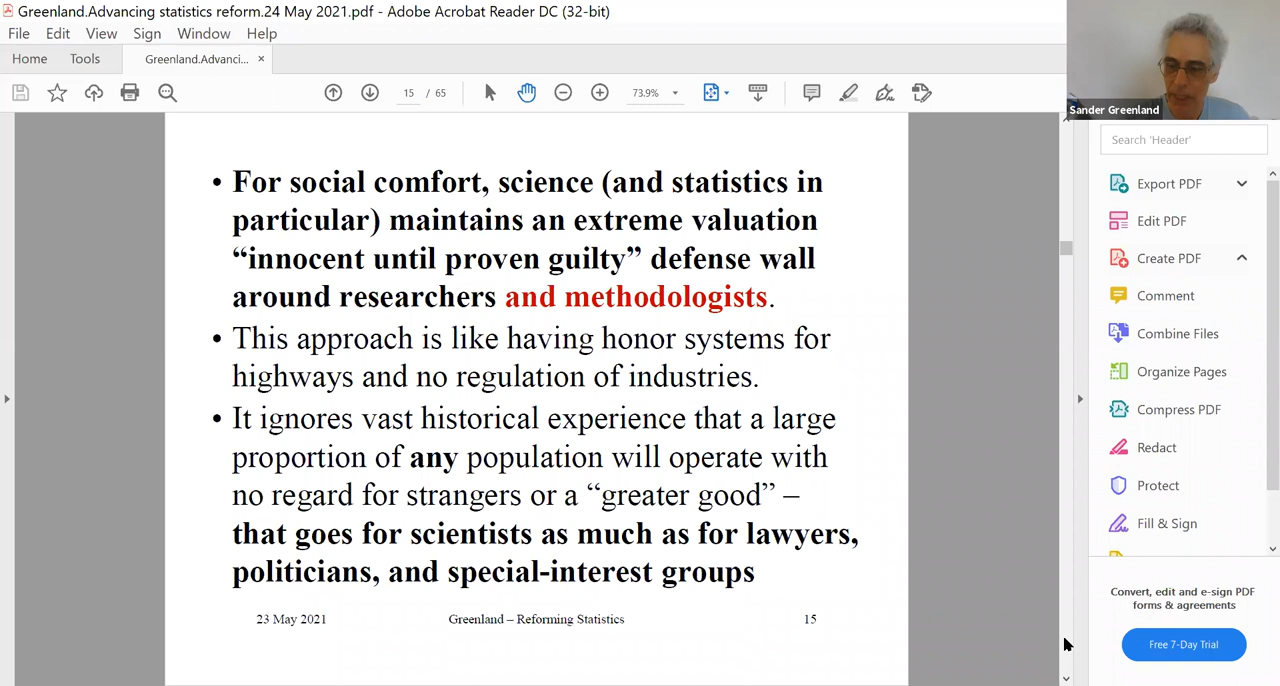 Greenland.Advancing statistics reform.24 May 2021.pdf - Adobe Acrobat Reader DC (32-bit)
File Edit View Sign Window Help
Home Tools Greenland.Advanci... ×
15 / 65 73.9%
Sander Greenland
Search 'Header'
Export PDF
Edit PDF
Create PDF
Comment
Combine Files
Organize Pages
Compress PDF
Redact
Protect
Fill & Sign
Convert, edit and e-sign PDF
forms & agreements
Free 7-Day Trial
• For social comfort, science (and statistics in
particular) maintains an extreme valuation
“innocent until proven guilty” defense wall
around researchers and methodologists.
• This approach is like having honor systems for
highways and no regulation of industries.
• It ignores vast historical experience that a large
proportion of any population will operate with
no regard for strangers or a “greater good” –
that goes for scientists as much as for lawyers,
politicians, and special-interest groups
23 May 2021 Greenland – Reforming Statistics 15